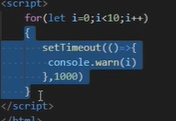 <script>
for(let i=0;i<10;i++)
{
setTimeout(()=>{
console.warn(i)
},1000)
}
</script>
</html>